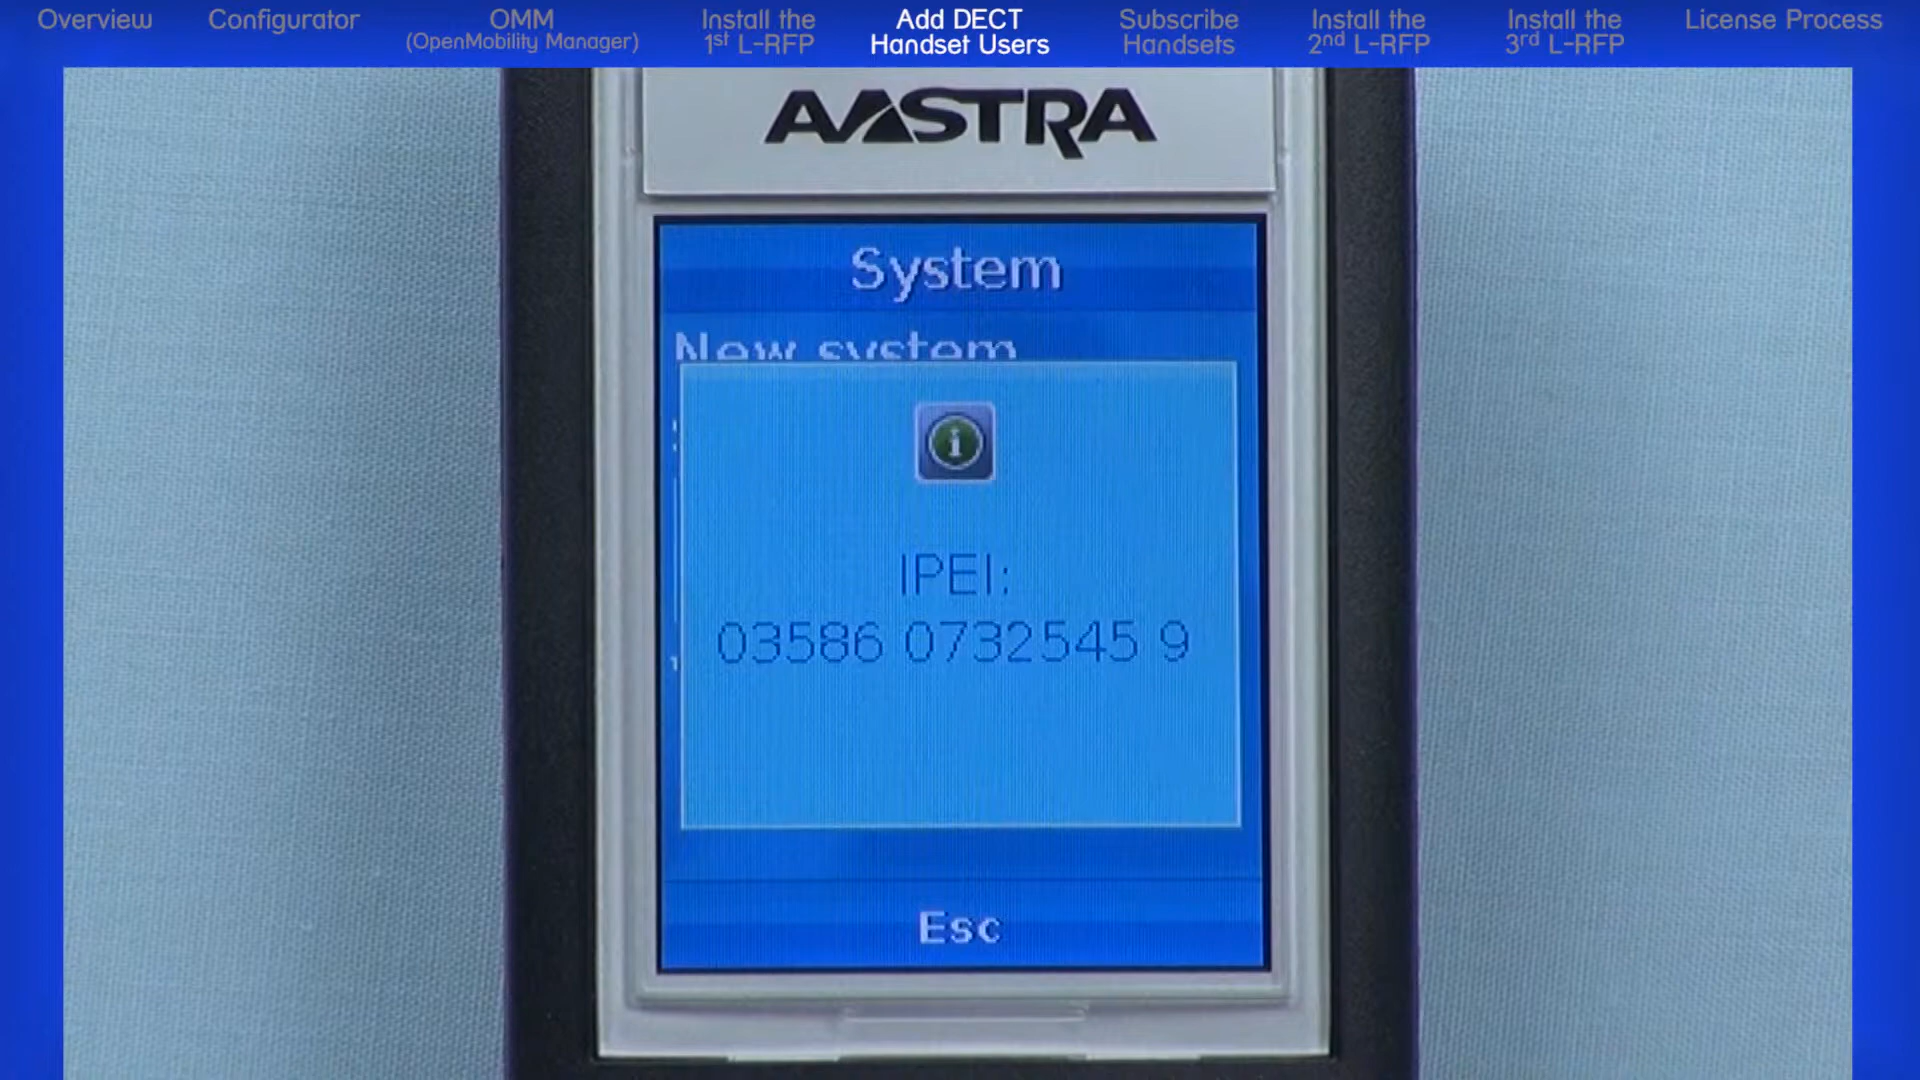 Overview
Configurator
OMM
(OpenMobility Manager)
Install the
1st L-RFP
Add DECT
Handset Users
Subscribe
Handsets
Install the
2nd L-RFP
Install the
3rd L-RFP
License Process
AASTRA
System
New system
IPEI:
03586 0732545 9
Esc